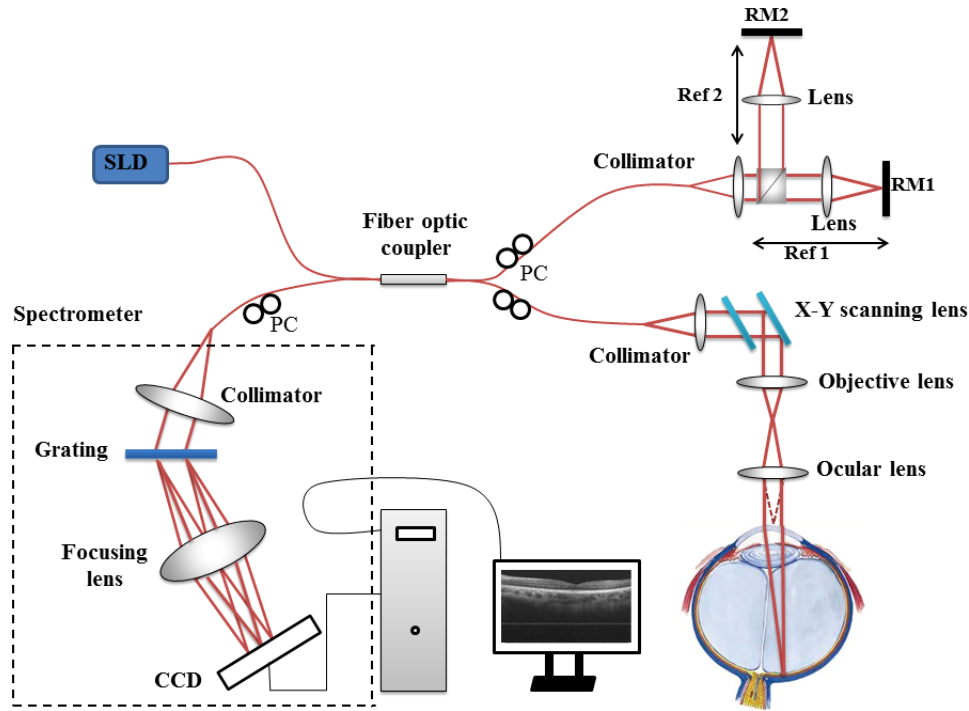 RM2
Ref 2
Lens
SLD
Collimator
RM1
Fiber optic
coupler
Lens
Ref 1
PC
PC
Spectrometer
X-Y scanning lens
Collimator
Collimator
Objective lens
Grating
Ocular lens
Focusing
lens
CCD